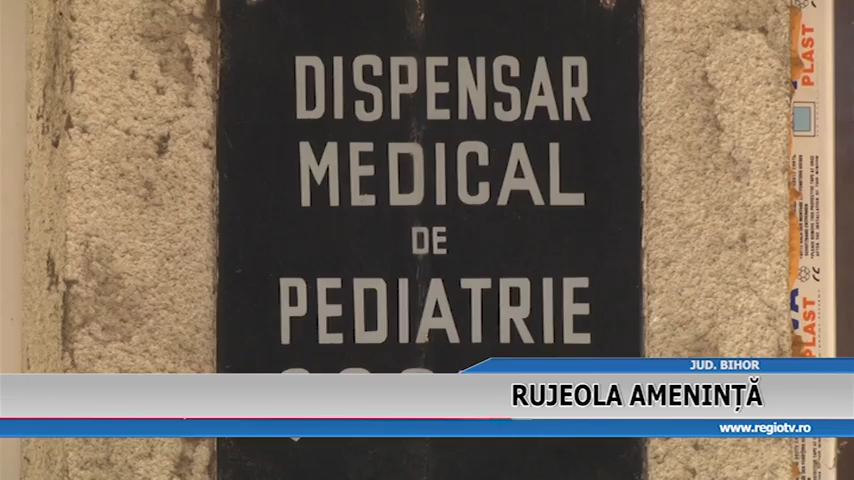 DISPENSAR
MEDICAL
DE
PEDIATRIE
JUD. BIHOR
RUJEOLA AMENINȚĂ
www.regiotv.ro
PLAST
PLAST